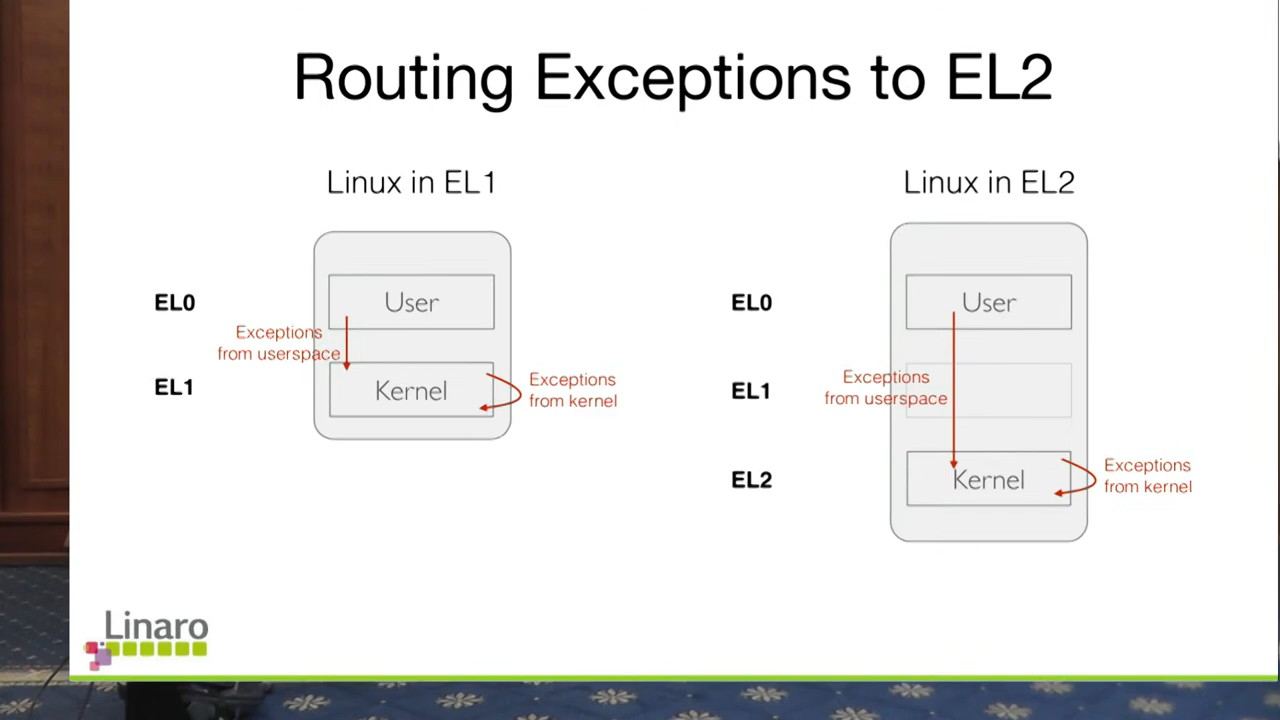 Routing Exceptions to EL2
Linux in EL1
EL0
User
Exceptions
from userspace
EL1
Kernel
Exceptions
from kernel
Linux in EL2
EL0
User
Exceptions
from userspace
EL1
EL2
Kernel
Exceptions
from kernel
Linaro